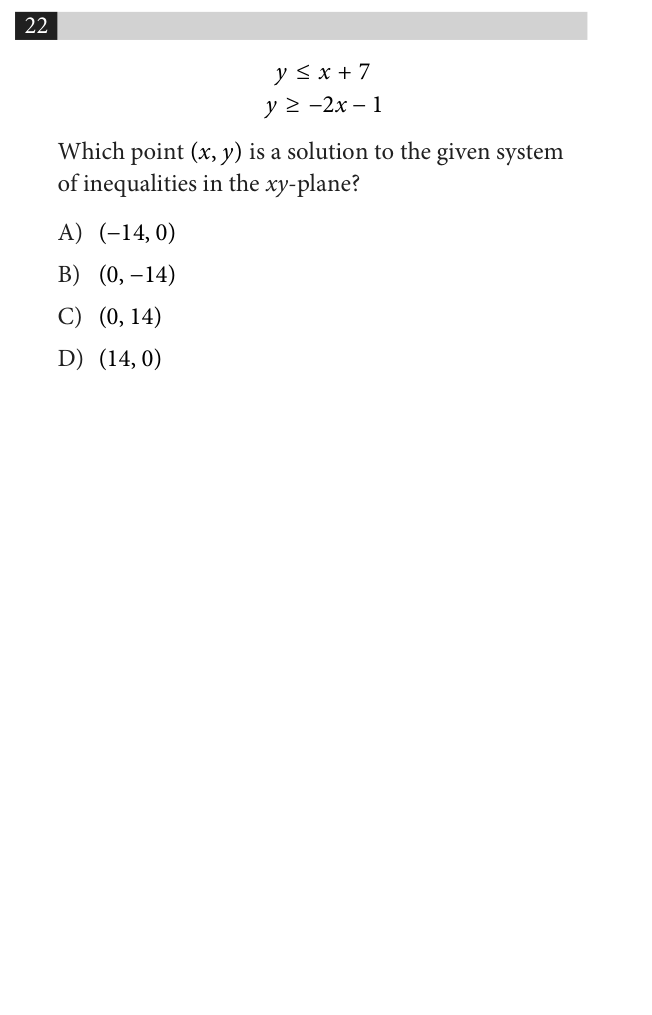 22
y ≤ x + 7
y ≥ −2x − 1
Which point (x, y) is a solution to the given system
of inequalities in the xy-plane?
A) (−14, 0)
B) (0, −14)
C) (0, 14)
D) (14, 0)